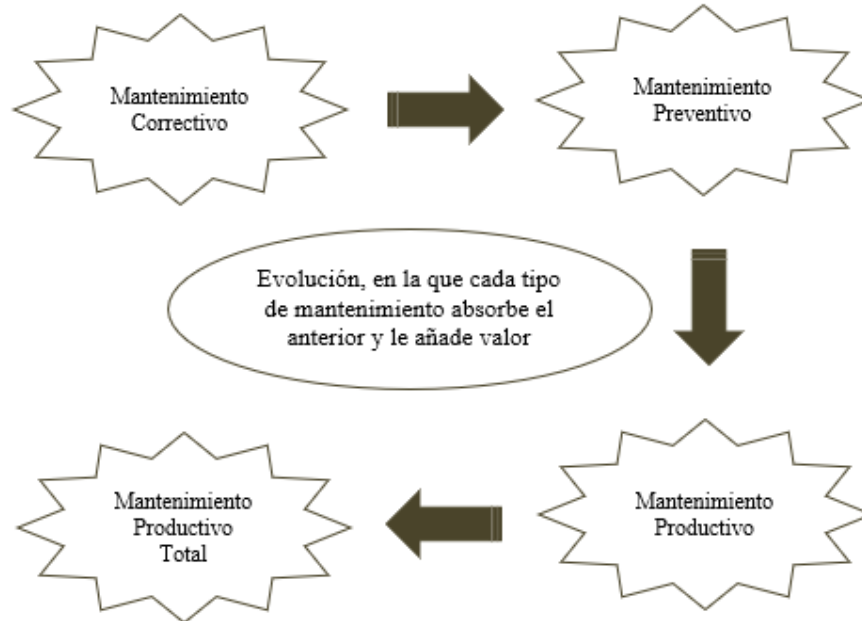 Mantenimiento
Correctivo
Mantenimiento
Preventivo
Evolución, en la que cada tipo
de mantenimiento absorbe el
anterior y le añade valor
Mantenimiento
Productivo
Total
Mantenimiento
Productivo